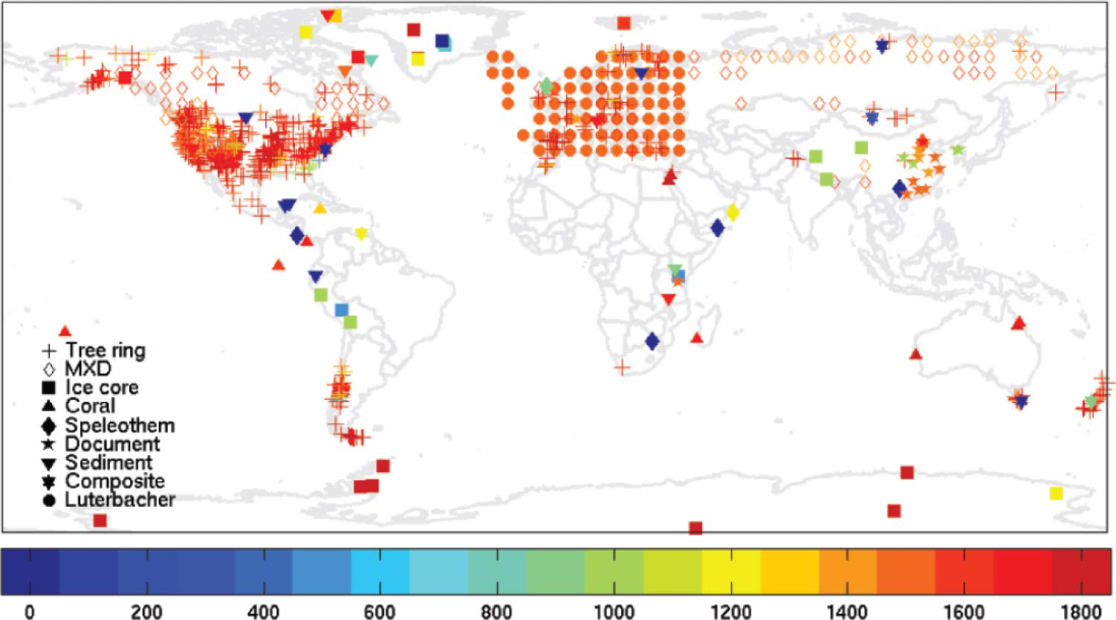 Tree ring
MXD
Ice core
Coral
Speleothem
Document
Sediment
Composite
Luterbacher
0 200 400 600 800 1000 1200 1400 1600 1800